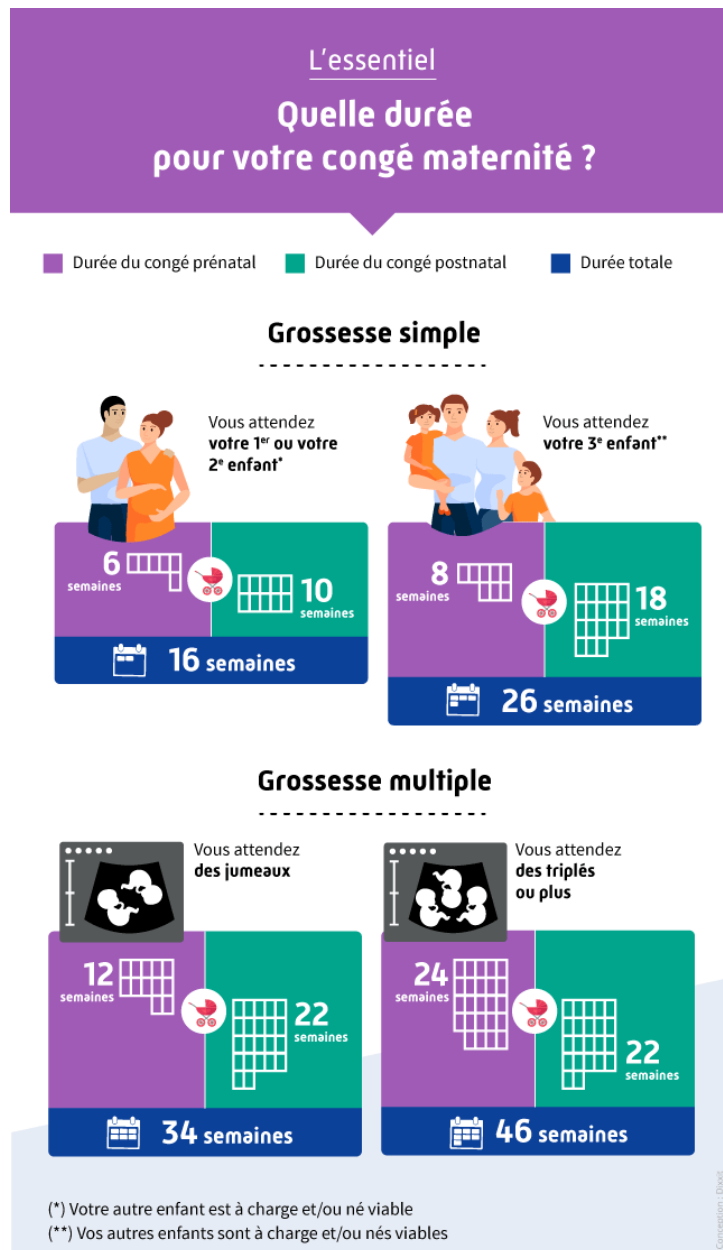 L'essentiel
Quelle durée
pour votre congé maternité ?
Durée du congé prénatal
Durée du congé postnatal
Durée totale
Grossesse simple
Vous attendez
votre 1er ou votre
2e enfant*
6
semaines
10
semaines
16 semaines
Vous attendez
votre 3e enfant**
8
semaines
18
semaines
26 semaines
Grossesse multiple
Vous attendez
des jumeaux
12
semaines
22
semaines
34 semaines
Vous attendez
des triplés
ou plus
24
semaines
22
semaines
46 semaines
(*) Votre autre enfant est à charge et/ou né viable
(**) Vos autres enfants sont à charge et/ou nés viables
Conception : Dixxit